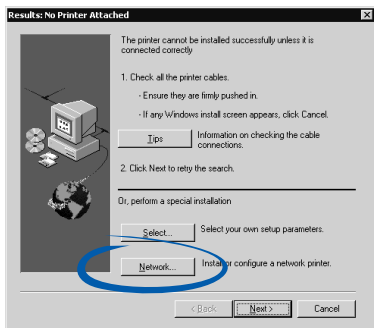 Results: No Printer Attached
The printer cannot be installed successfully unless it is
connected correctly
1. Check all the printer cables.
- Ensure they are firmly pushed in.
- If any Windows install screen appears, click Cancel.
Tips
Information on checking the cable
connections.
2. Click Next to retry the search.
Or, perform a special installation
Select...
Select your own setup parameters.
Network...
Install or configure a network printer.
< Back
Next >
Cancel